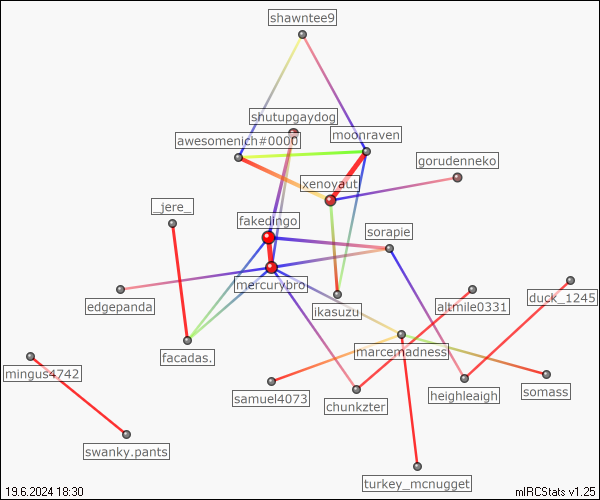 shawntee9
shutupgaydog
moonraven
awesomenich#0000
gorudenneko
xenoyaut
_jere_
fakedingo
sorapie
mercurybro
edgepanda
ikasuzu
altmile0331
duck_1245
facadas.
marcemadness
mingus4742
samuel4073
chunkzter
heighleaigh
somass
swanky.pants
turkey_mcnugget
19.6.2024 18:30
mIRCStats v1.25